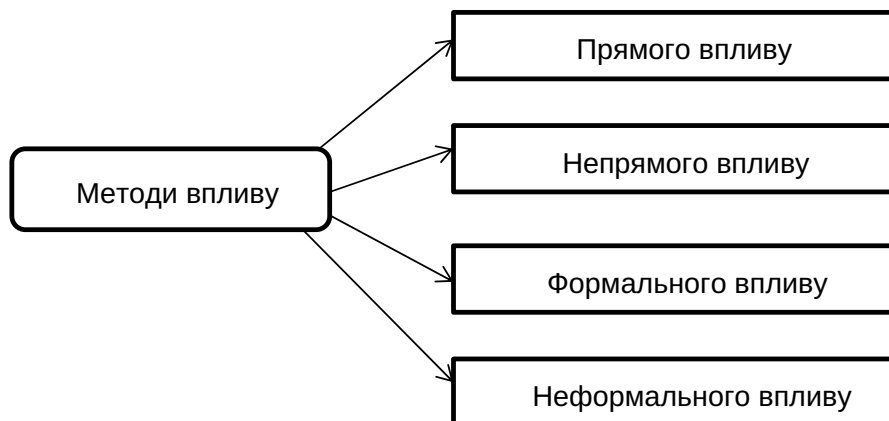 Прямого впливу
Непрямого впливу
Методи впливу
Формального впливу
Неформального впливу